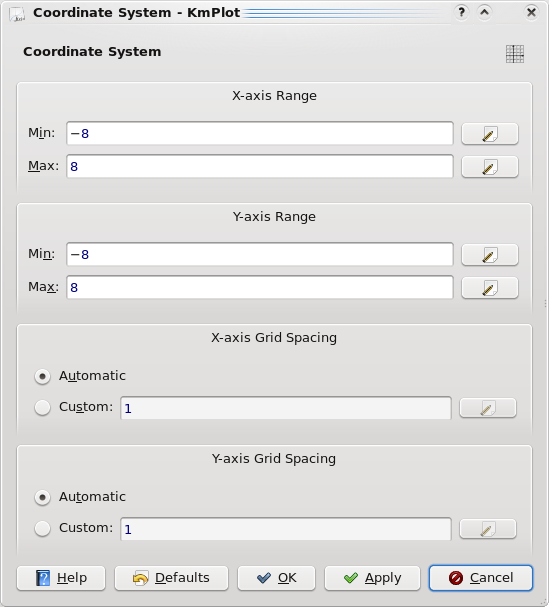 Coordinate System - KmPlot
Coordinate System
X-axis Range
Min: −8
Max: 8
Y-axis Range
Min: −8
Max: 8
X-axis Grid Spacing
Automatic
Custom: 1
Y-axis Grid Spacing
Automatic
Custom: 1
Help Defaults OK Apply Cancel